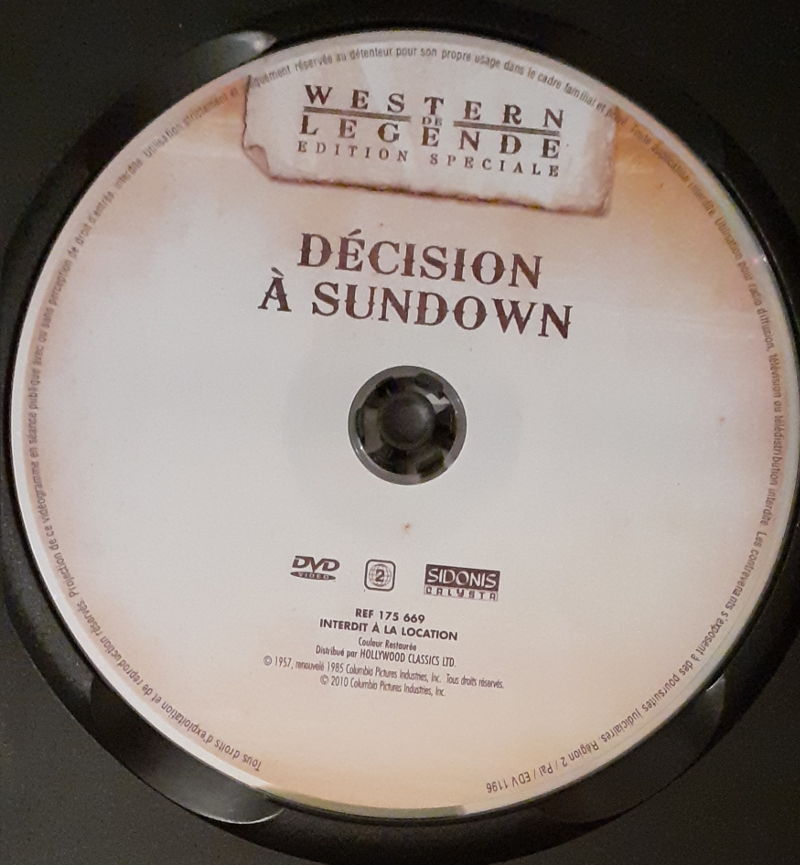 WESTERN
DE
LEGENDE
EDITION SPECIALE
DÉCISION
À SUNDOWN
DVD
VIDEO
2
SIDONIS
CALYSTA
REF 175 669
INTERDIT À LA LOCATION
Couleur Restaurée
Distribué par HOLLYWOOD CLASSICS LTD.
© 1957, renouvelé 1985 Columbia Pictures Industries, Inc. Tous droits réservés.
© 2010 Columbia Pictures Industries, Inc.
Tous droits d'exploitation et de reproduction réservés. Projection de ce vidéogramme en séance publique avec ou sans perception de droit d'entrée, interdite. Utilisation strictement et uniquement réservée au détenteur pour son propre usage dans le cadre familial et privé. Toute duplication interdite. Utilisation pour radio diffusion, télévision ou télédistribution interdite. Les contrevenants s'exposent à des poursuites judiciaires. Région 2 / Pal / EDV 1196